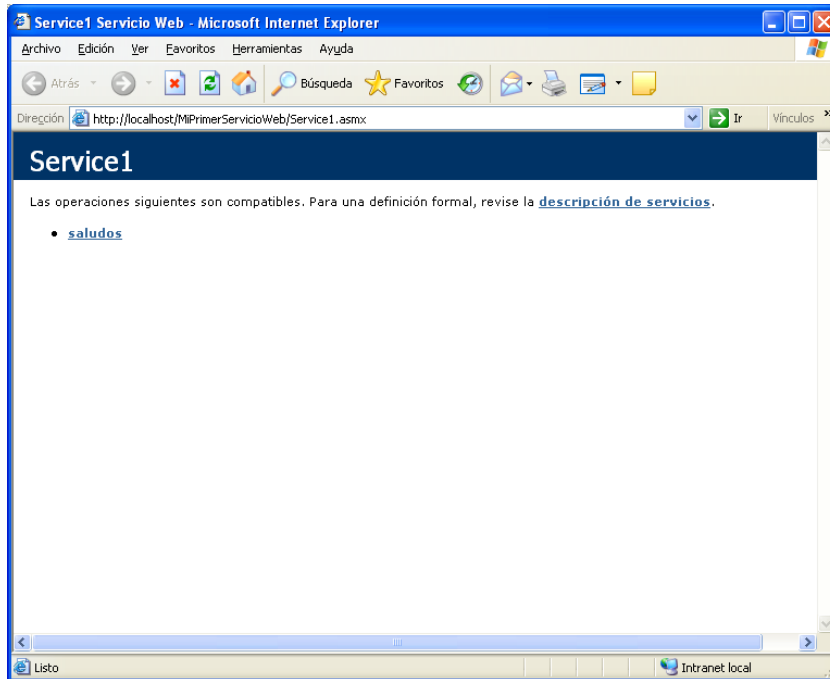 Service1 Servicio Web - Microsoft Internet Explorer
Archivo Edición Ver Favoritos Herramientas Ayuda
Atrás Búsqueda Favoritos
Dirección http://localhost/MiPrimerServicioWeb/Service1.asmx Ir Vínculos »
Service1
Las operaciones siguientes son compatibles. Para una definición formal, revise la descripción de servicios.
• saludos
Listo Intranet local